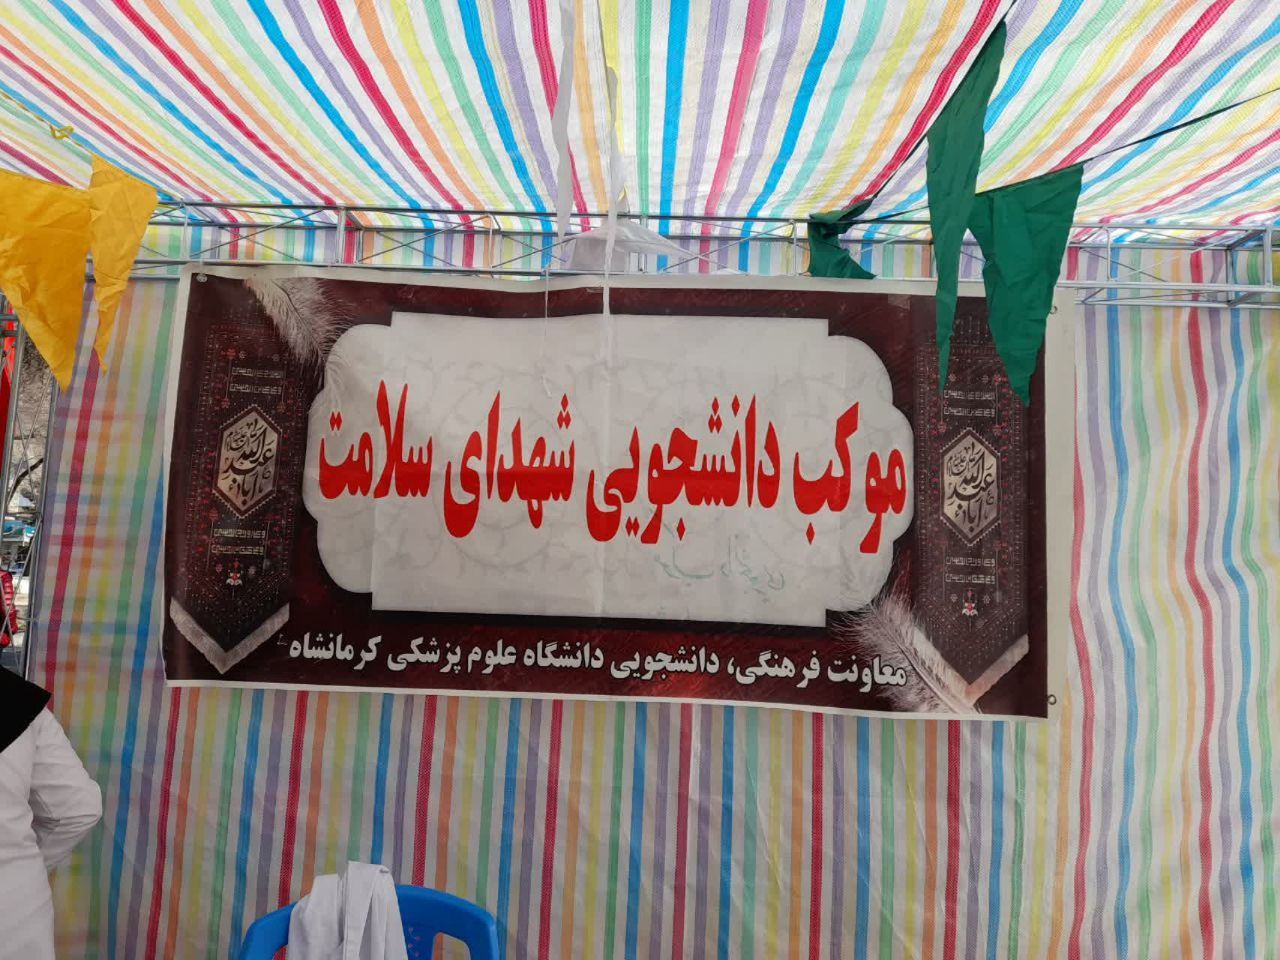 موکب دانشجویی شهدای سلامت
معاونت فرهنگی، دانشجویی دانشگاه علوم پزشکی کرمانشاه